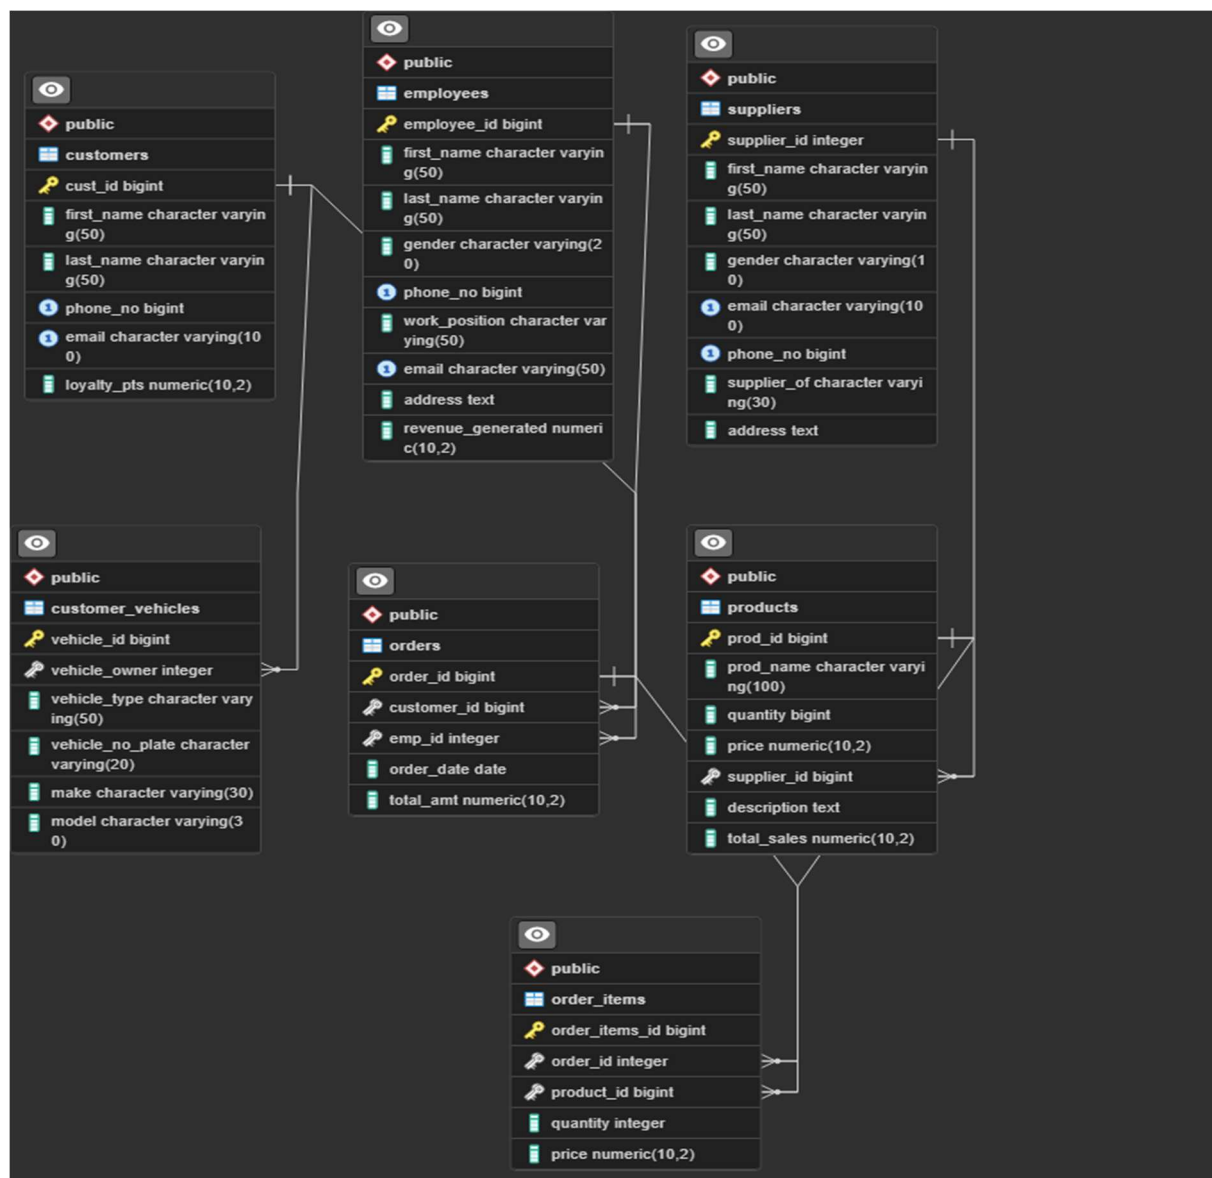 public
customers
cust_id bigint
first_name character varyin
g(50)
last_name character varyin
g(50)
phone_no bigint
email character varying(10
0)
loyalty_pts numeric(10,2)
public
employees
employee_id bigint
first_name character varyin
g(50)
last_name character varyin
g(50)
gender character varying(2
0)
phone_no bigint
work_position character var
ying(50)
email character varying(50)
address text
revenue_generated numeri
c(10,2)
public
suppliers
supplier_id integer
first_name character varyin
g(50)
last_name character varyin
g(50)
gender character varying(1
0)
email character varying(10
0)
phone_no bigint
supplier_of character varyi
ng(30)
address text
public
customer_vehicles
vehicle_id bigint
vehicle_owner integer
vehicle_type character vary
ing(50)
vehicle_no_plate character
varying(20)
make character varying(30)
model character varying(3
0)
public
orders
order_id bigint
customer_id bigint
emp_id integer
order_date date
total_amt numeric(10,2)
public
products
prod_id bigint
prod_name character varyi
ng(100)
quantity bigint
price numeric(10,2)
supplier_id bigint
description text
total_sales numeric(10,2)
public
order_items
order_items_id bigint
order_id integer
product_id bigint
quantity integer
price numeric(10,2)